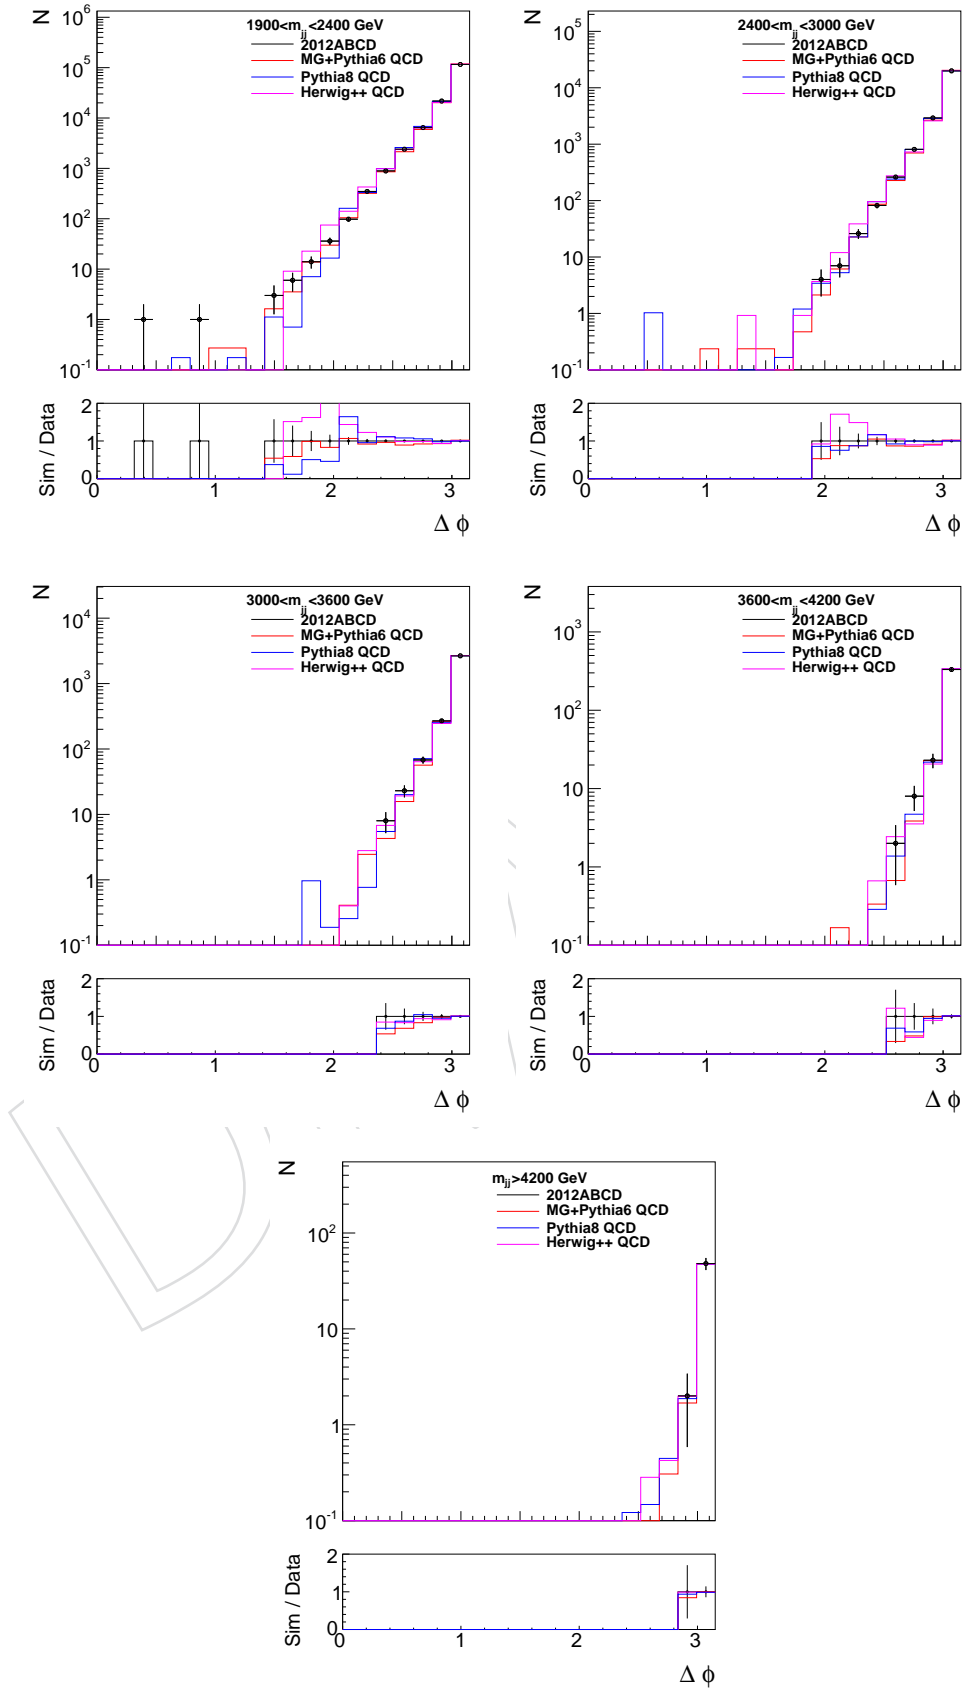 N
1900<m_jj<2400 GeV
2012ABCD
MG+Pythia6 QCD
Pythia8 QCD
Herwig++ QCD
10^6
10^5
10^4
10^3
10^2
10
1
10^-1
Sim / Data
2
1
0
0 1 2 3
Δ ϕ
N
2400<m_jj<3000 GeV
2012ABCD
MG+Pythia6 QCD
Pythia8 QCD
Herwig++ QCD
10^5
10^4
10^3
10^2
10
1
10^-1
Sim / Data
2
1
0
0 1 2 3
Δ ϕ
N
3000<m_jj<3600 GeV
2012ABCD
MG+Pythia6 QCD
Pythia8 QCD
Herwig++ QCD
10^4
10^3
10^2
10
1
10^-1
Sim / Data
2
1
0
0 1 2 3
Δ ϕ
N
3600<m_jj<4200 GeV
2012ABCD
MG+Pythia6 QCD
Pythia8 QCD
Herwig++ QCD
10^3
10^2
10
1
10^-1
Sim / Data
2
1
0
0 1 2 3
Δ ϕ
N
m_jj>4200 GeV
2012ABCD
MG+Pythia6 QCD
Pythia8 QCD
Herwig++ QCD
10^2
10
1
10^-1
Sim / Data
2
1
0
0 1 2 3
Δ ϕ